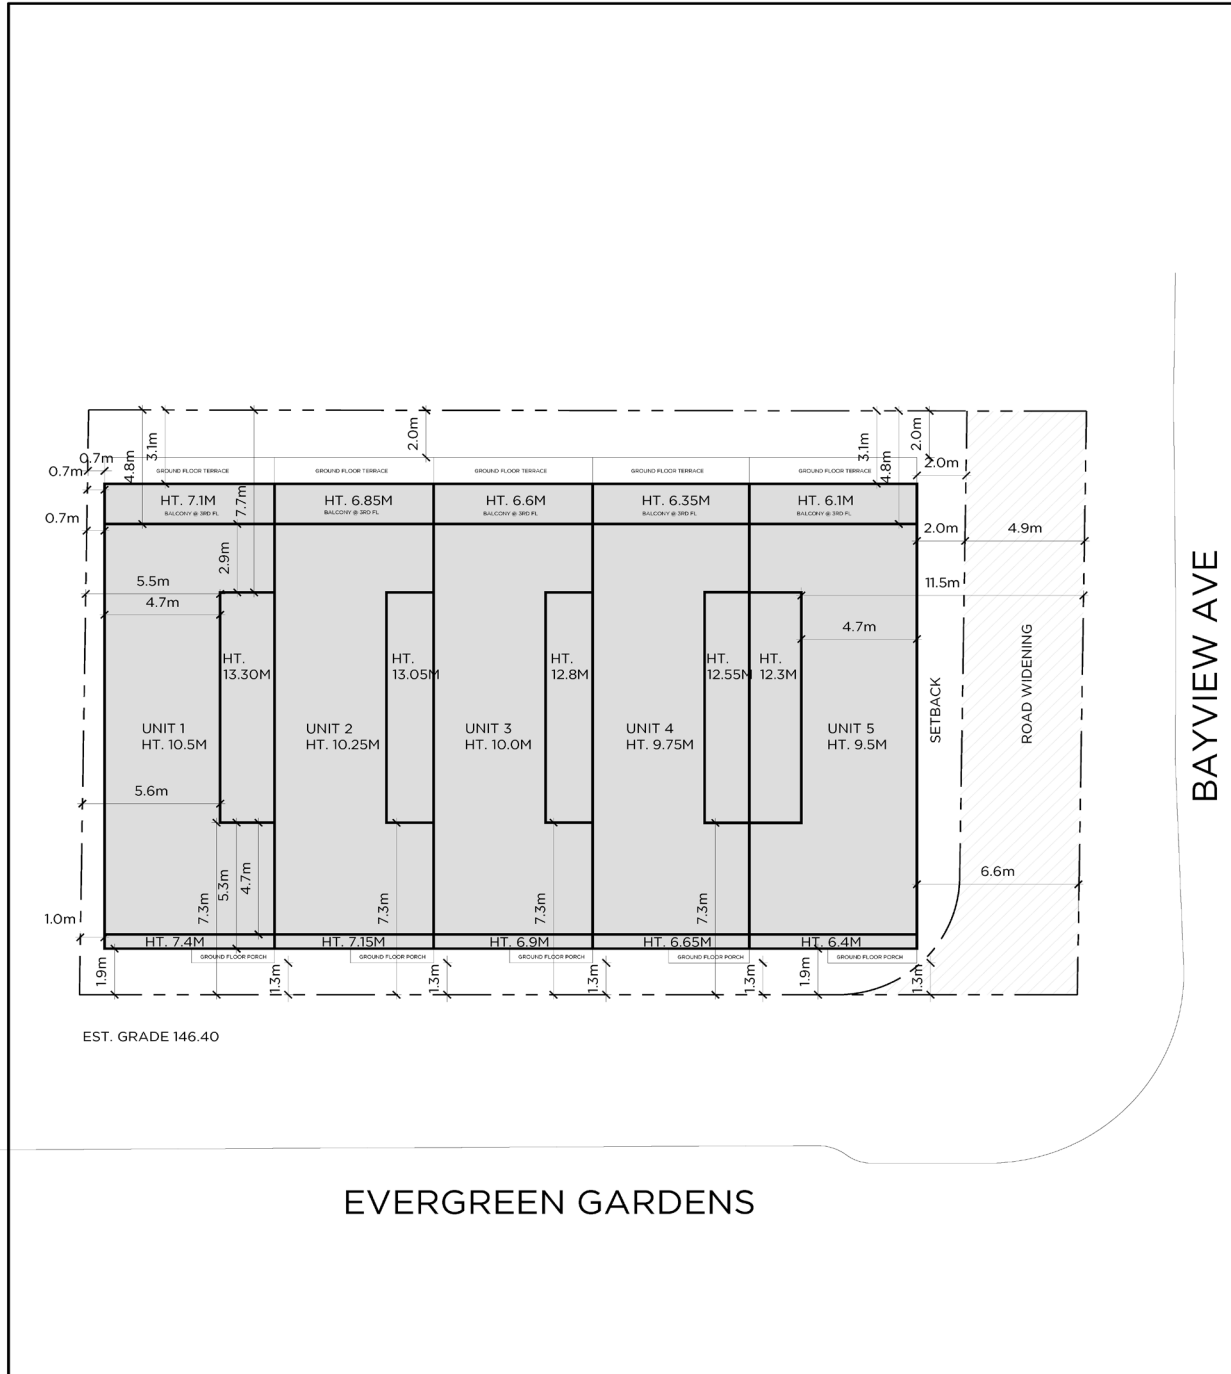 2.0m
2.0m
3.1m
3.1m
4.8m
4.8m
0.7m
0.7m
2.0m
GROUND FLOOR TERRACE
GROUND FLOOR TERRACE
GROUND FLOOR TERRACE
GROUND FLOOR TERRACE
GROUND FLOOR TERRACE
HT. 7.1M
BALCONY @ 3RD FL
7.7m
HT. 6.85M
BALCONY @ 3RD FL
HT. 6.6M
BALCONY @ 3RD FL
HT. 6.35M
BALCONY @ 3RD FL
HT. 6.1M
BALCONY @ 3RD FL
0.7m
2.0m
4.9m
2.9m
5.5m
11.5m
4.7m
4.7m
HT.
13.30M
HT.
13.05M
HT.
12.8M
HT.
12.55M
HT.
12.3M
UNIT 1
HT. 10.5M
UNIT 2
HT. 10.25M
UNIT 3
HT. 10.0M
UNIT 4
HT. 9.75M
UNIT 5
HT. 9.5M
SETBACK
ROAD WIDENING
BAYVIEW AVE
5.6m
6.6m
7.3m
5.3m
4.7m
7.3m
7.3m
7.3m
1.0m
HT. 7.4M
HT. 7.15M
HT. 6.9M
HT. 6.65M
HT. 6.4M
GROUND FLOOR PORCH
GROUND FLOOR PORCH
GROUND FLOOR PORCH
GROUND FLOOR PORCH
GROUND FLOOR PORCH
1.9m
1.3m
1.3m
1.3m
1.3m
1.9m
1.3m
EST. GRADE 146.40
EVERGREEN GARDENS